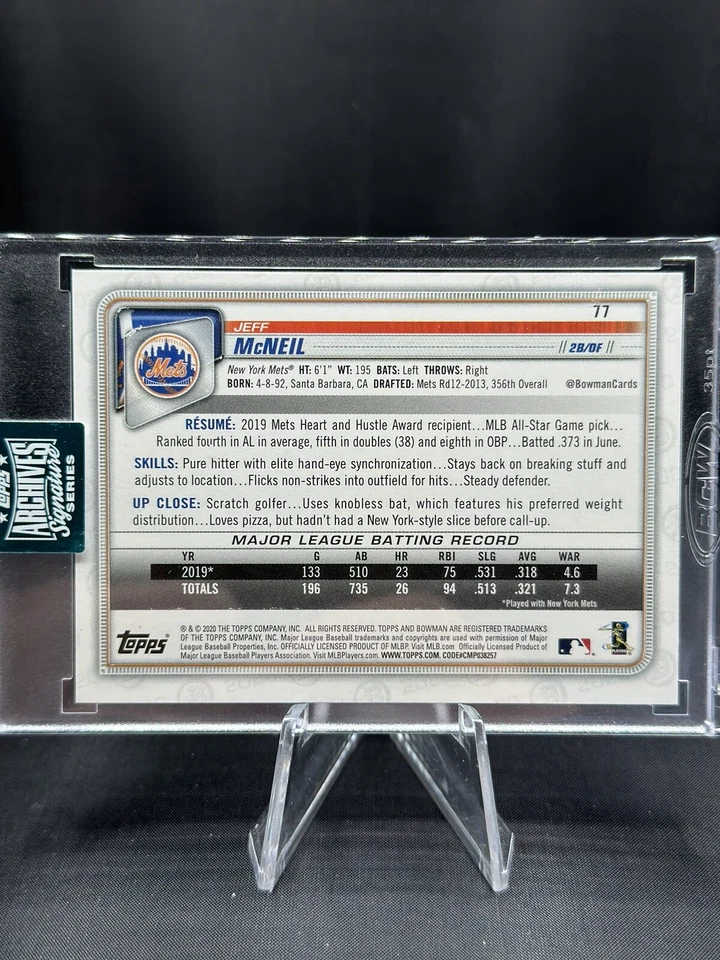 77
JEFF
McNEIL
// 2B/OF //
Mets
New York Mets® HT: 6'1" WT: 195 BATS: Left THROWS: Right
BORN: 4-8-92, Santa Barbara, CA DRAFTED: Mets Rd12-2013, 356th Overall @BowmanCards
RÉSUMÉ: 2019 Mets Heart and Hustle Award recipient...MLB All-Star Game pick...
Ranked fourth in AL in average, fifth in doubles (38) and eighth in OBP...Batted .373 in June.
SKILLS: Pure hitter with elite hand-eye synchronization...Stays back on breaking stuff and
adjusts to location...Flicks non-strikes into outfield for hits...Steady defender.
UP CLOSE: Scratch golfer...Uses knobless bat, which features his preferred weight
distribution...Loves pizza, but hadn't had a New York-style slice before call-up.
MAJOR LEAGUE BATTING RECORD
YR G AB HR RBI SLG AVG WAR
2019* 133 510 23 75 .531 .318 4.6
TOTALS 196 735 26 94 .513 .321 7.3
*Played with New York Mets
TOPPS®
® & © 2020 THE TOPPS COMPANY, INC. ALL RIGHTS RESERVED. TOPPS AND BOWMAN ARE REGISTERED TRADEMARKS
OF THE TOPPS COMPANY, INC. Major League Baseball trademarks and copyrights are used with permission of Major
League Baseball Properties, Inc. OFFICIALLY LICENSED PRODUCT OF MLBP. Visit MLB.com Officially Licensed Product of
Major League Baseball Players Association. Visit MLBPlayers.com. WWW.TOPPS.COM. CODE#CMP038257
TOPPS
ARCHIVES
Signature
SERIES
35pt